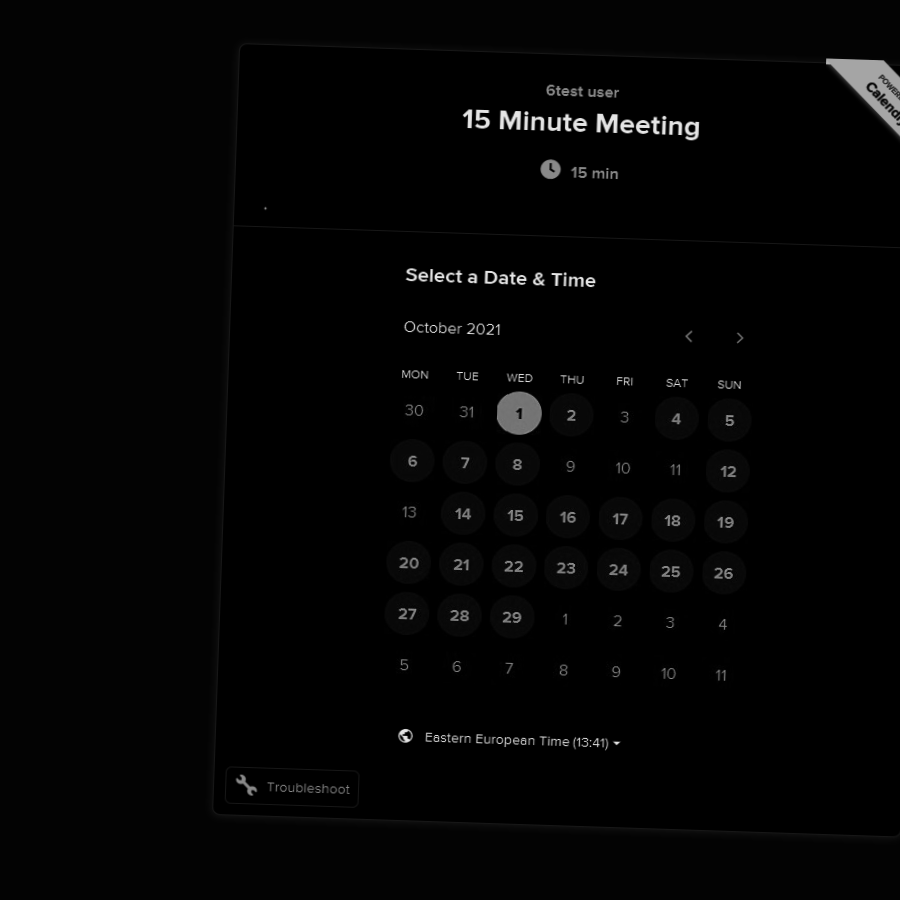 6test user
15 Minute Meeting
15 min
Select a Date & Time
October 2021
MON TUE WED THU FRI SAT SUN
30 31 1 2 3 4 5
6 7 8 9 10 11 12
13 14 15 16 17 18 19
20 21 22 23 24 25 26
27 28 29 1 2 3 4
5 6 7 8 9 10 11
Eastern European Time (13:41)
Troubleshoot